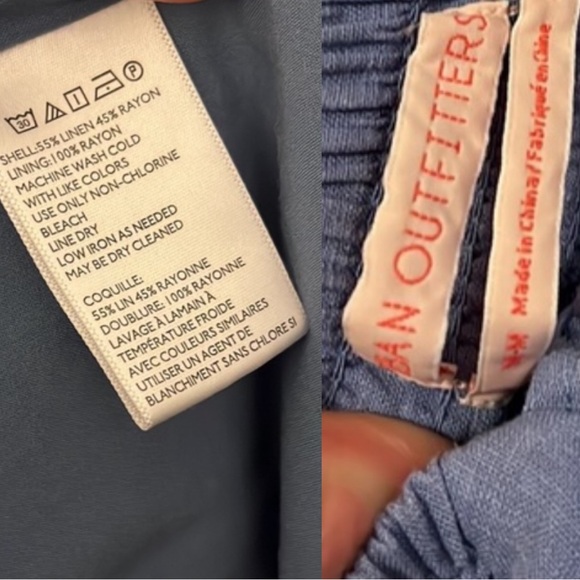 30
P
SHELL:55% LINEN 45% RAYON
LINING:100% RAYON
MACHINE WASH COLD
WITH LIKE COLORS
USE ONLY NON-CHLORINE
BLEACH
LINE DRY
LOW IRON AS NEEDED
MAY BE DRY CLEANED
COQUILLE:
55% LIN 45% RAYONNE
DOUBLURE: 100% RAYONNE
LAVAGE À LAMAIN À
TEMPÉRATURE FROIDE
AVEC COULEURS SIMILAIRES
UTILISER UN AGENT DE
BLANCHIMENT SANS CHLORE SI
BAN OUTFITTERS
M-M Made in China / Fabriqué en Chine